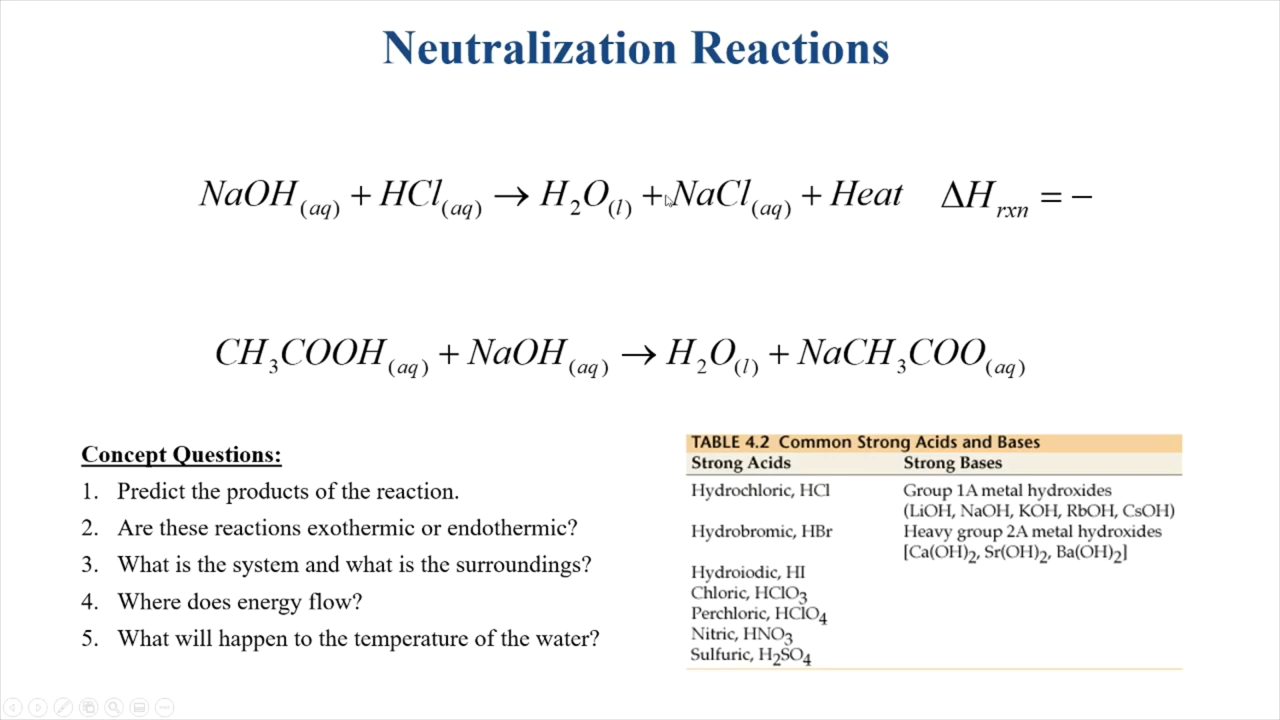 Neutralization Reactions
NaOH(aq) + HCl(aq) → H₂O(l) + NaCl(aq) + Heat ΔHrxn = −
CH₃COOH(aq) + NaOH(aq) → H₂O(l) + NaCH₃COO(aq)
Concept Questions:
1. Predict the products of the reaction.
2. Are these reactions exothermic or endothermic?
3. What is the system and what is the surroundings?
4. Where does energy flow?
5. What will happen to the temperature of the water?
TABLE 4.2 Common Strong Acids and Bases
Strong Acids Strong Bases
Hydrochloric, HCl Group 1A metal hydroxides
(LiOH, NaOH, KOH, RbOH, CsOH)
Hydrobromic, HBr Heavy group 2A metal hydroxides
[Ca(OH)₂, Sr(OH)₂, Ba(OH)₂]
Hydroiodic, HI
Chloric, HClO₃
Perchloric, HClO₄
Nitric, HNO₃
Sulfuric, H₂SO₄